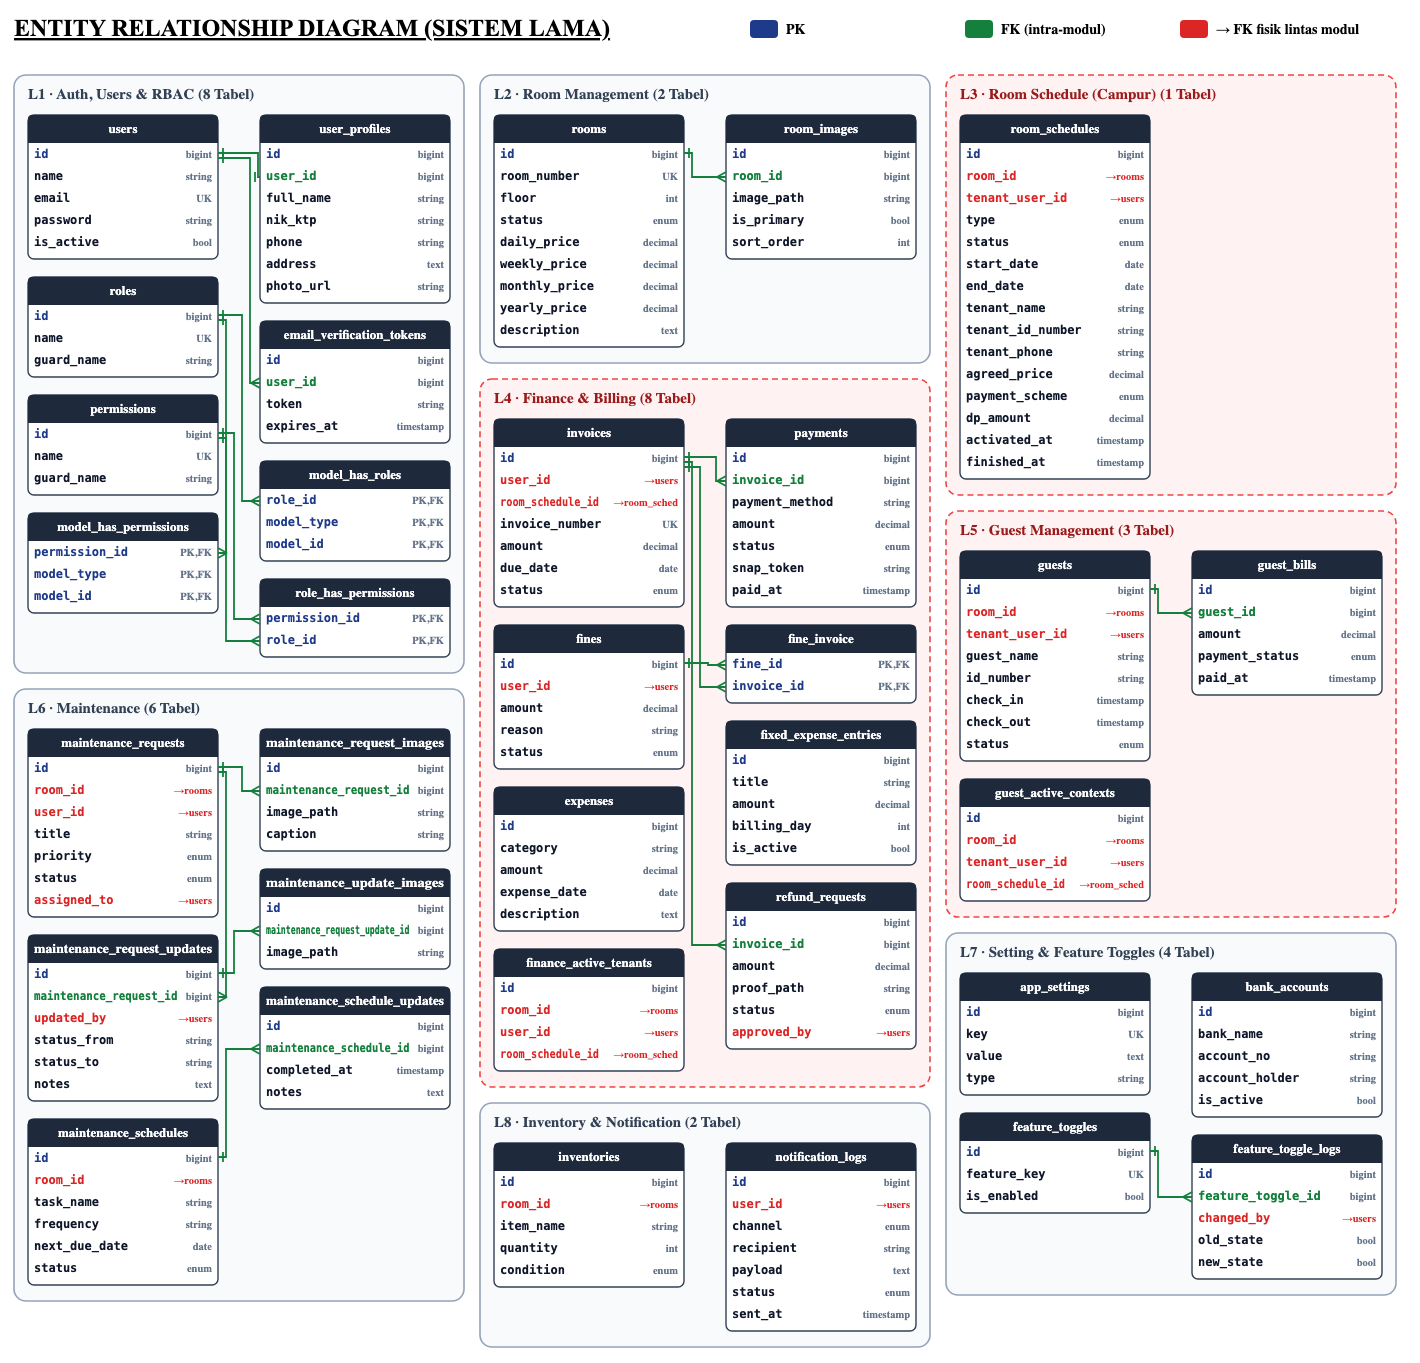 ENTITY RELATIONSHIP DIAGRAM (SISTEM LAMA)
PK
FK (intra-modul)
→ FK fisik lintas modul
L1 · Auth, Users & RBAC (8 Tabel)
users
id bigint
name string
email UK
password string
is_active bool
user_profiles
id bigint
user_id bigint
full_name string
nik_ktp string
phone string
address text
photo_url string
roles
id bigint
name UK
guard_name string
email_verification_tokens
id bigint
user_id bigint
token string
expires_at timestamp
permissions
id bigint
name UK
guard_name string
model_has_roles
role_id PK,FK
model_type PK,FK
model_id PK,FK
model_has_permissions
permission_id PK,FK
model_type PK,FK
model_id PK,FK
role_has_permissions
permission_id PK,FK
role_id PK,FK
L2 · Room Management (2 Tabel)
rooms
id bigint
room_number UK
floor int
status enum
daily_price decimal
weekly_price decimal
monthly_price decimal
yearly_price decimal
description text
room_images
id bigint
room_id bigint
image_path string
is_primary bool
sort_order int
L3 · Room Schedule (Campur) (1 Tabel)
room_schedules
id bigint
room_id →rooms
tenant_user_id →users
type enum
status enum
start_date date
end_date date
tenant_name string
tenant_id_number string
tenant_phone string
agreed_price decimal
payment_scheme enum
dp_amount decimal
activated_at timestamp
finished_at timestamp
L4 · Finance & Billing (8 Tabel)
invoices
id bigint
user_id →users
room_schedule_id →room_sched
invoice_number UK
amount decimal
due_date date
status enum
payments
id bigint
invoice_id bigint
payment_method string
amount decimal
status enum
snap_token string
paid_at timestamp
fines
id bigint
user_id →users
amount decimal
reason string
status enum
fine_invoice
fine_id PK,FK
invoice_id PK,FK
fixed_expense_entries
id bigint
title string
amount decimal
billing_day int
is_active bool
expenses
id bigint
category string
amount decimal
expense_date date
description text
refund_requests
id bigint
invoice_id bigint
amount decimal
proof_path string
status enum
approved_by →users
finance_active_tenants
id bigint
room_id →rooms
user_id →users
room_schedule_id →room_sched
L5 · Guest Management (3 Tabel)
guests
id bigint
room_id →rooms
tenant_user_id →users
guest_name string
id_number string
check_in timestamp
check_out timestamp
status enum
guest_bills
id bigint
guest_id bigint
amount decimal
payment_status enum
paid_at timestamp
guest_active_contexts
id bigint
room_id →rooms
tenant_user_id →users
room_schedule_id →room_sched
L6 · Maintenance (6 Tabel)
maintenance_requests
id bigint
room_id →rooms
user_id →users
title string
priority enum
status enum
assigned_to →users
maintenance_request_images
id bigint
maintenance_request_id bigint
image_path string
caption string
maintenance_update_images
id bigint
maintenance_request_update_id bigint
image_path string
maintenance_request_updates
id bigint
maintenance_request_id bigint
updated_by →users
status_from string
status_to string
notes text
maintenance_schedule_updates
id bigint
maintenance_schedule_id bigint
completed_at timestamp
notes text
maintenance_schedules
id bigint
room_id →rooms
task_name string
frequency string
next_due_date date
status enum
L7 · Setting & Feature Toggles (4 Tabel)
app_settings
id bigint
key UK
value text
type string
bank_accounts
id bigint
bank_name string
account_no string
account_holder string
is_active bool
feature_toggles
id bigint
feature_key UK
is_enabled bool
feature_toggle_logs
id bigint
feature_toggle_id bigint
changed_by →users
old_state bool
new_state bool
L8 · Inventory & Notification (2 Tabel)
inventories
id bigint
room_id →rooms
item_name string
quantity int
condition enum
notification_logs
id bigint
user_id →users
channel enum
recipient string
payload text
status enum
sent_at timestamp